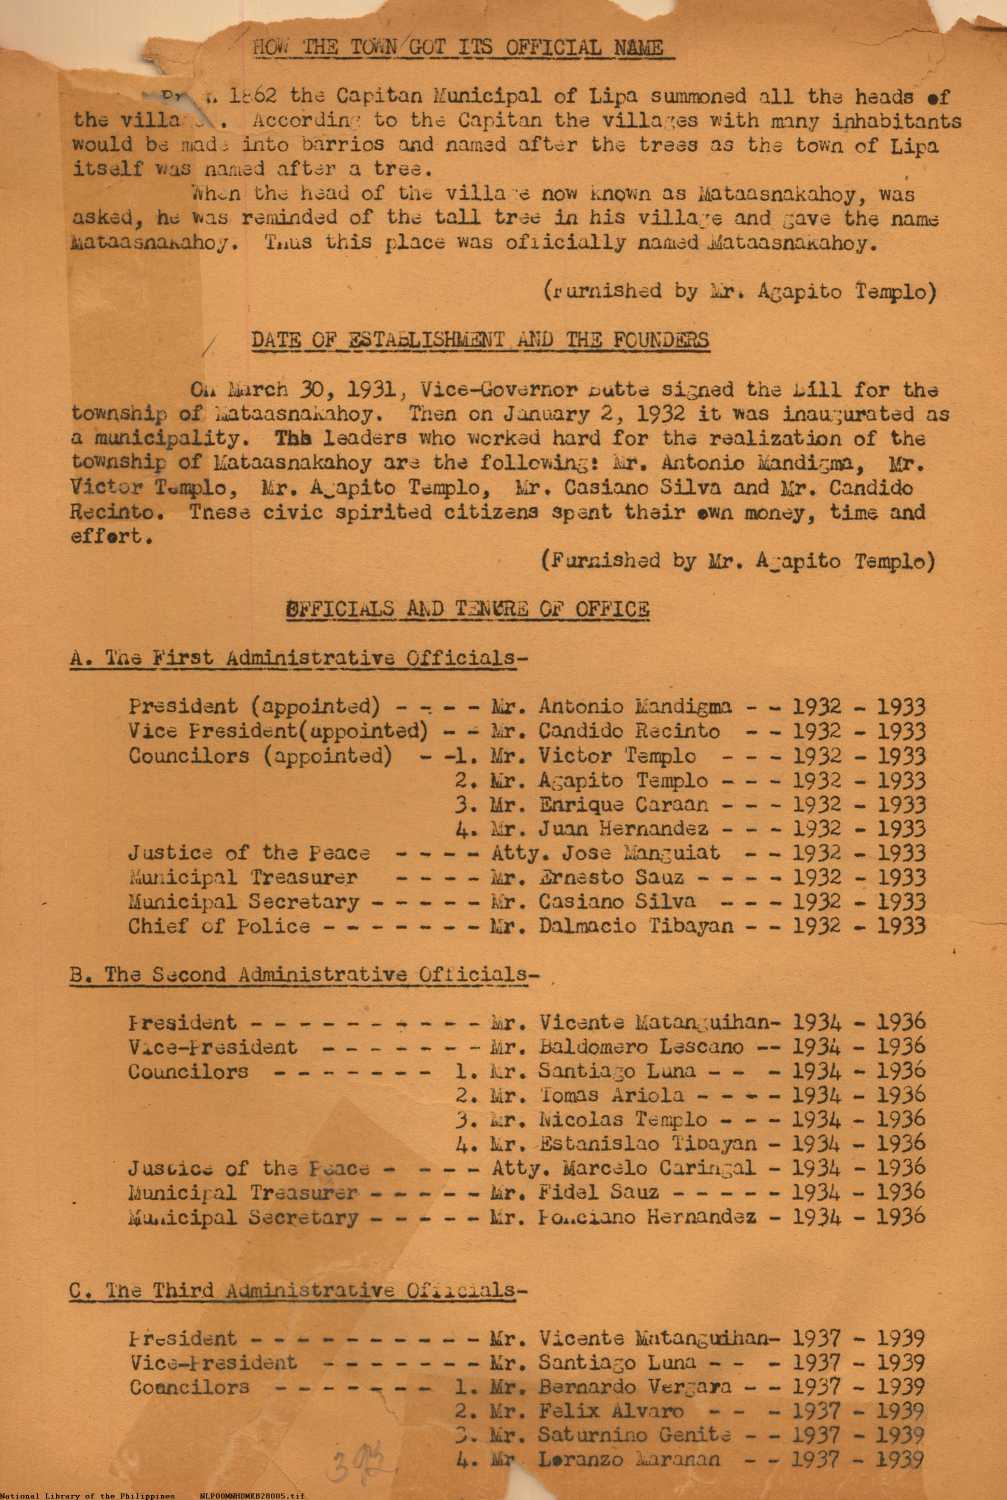 HOW THE TOWN GOT ITS OFFICIAL NAME
1862 the Capitan Municipal of Lipa summoned all the heads of
the villa . According to the Capitan the villages with many inhabitants
would be made into barrios and named after the trees as the town of Lipa
itself was named after a tree.
When the head of the village now known as Mataasnakahoy, was
asked, he was reminded of the tall tree in his village and gave the name
Mataasnakahoy. Thus this place was officially named Mataasnakahoy.
(Furnished by Mr. Agapito Templo)
DATE OF ESTABLISHMENT AND THE FOUNDERS
On March 30, 1931, Vice-Governor Butte signed the Bill for the
township of Mataasnakahoy. Then on January 2, 1932 it was inaugurated as
a municipality. The leaders who worked hard for the realization of the
township of Mataasnakahoy are the following: Mr. Antonio Mandigma, Mr.
Victor Templo, Mr. Agapito Templo, Mr. Casiano Silva and Mr. Candido
Recinto. These civic spirited citizens spent their own money, time and
effort.
(Furnished by Mr. Agapito Templo)
OFFICIALS AND TENURE OF OFFICE
A. The First Administrative Officials-
President (appointed) - - - - Mr. Antonio Mandigma - - 1932 - 1933
Vice President(appointed) - - Mr. Candido Recinto - - 1932 - 1933
Councilors (appointed) - -1. Mr. Victor Templo - - - 1932 - 1933
2. Mr. Agapito Templo - - - 1932 - 1933
3. Mr. Enrique Caraan - - - 1932 - 1933
4. Mr. Juan Hernandez - - - 1932 - 1933
Justice of the Peace - - - - Atty. Jose Manguiat - - 1932 - 1933
Municipal Treasurer - - - - Mr. Ernesto Sauz - - - - 1932 - 1933
Municipal Secretary - - - - - Mr. Casiano Silva - - - 1932 - 1933
Chief of Police - - - - - - - Mr. Dalmacio Tibayan - - 1932 - 1933
B. The Second Administrative Officials-
President - - - - - - - - - - Mr. Vicente Matanguihan- 1934 - 1936
Vice-President - - - - - - - Mr. Baldomero Lescano -- 1934 - 1936
Councilors - - - - - - - 1. Mr. Santiago Luna - - - 1934 - 1936
2. Mr. Tomas Ariola - - - - 1934 - 1936
3. Mr. Nicolas Templo - - - 1934 - 1936
4. Mr. Estanislao Tibayan - 1934 - 1936
Justice of the Peace - - - - Atty. Marcelo Caringal - 1934 - 1936
Municipal Treasurer - - - - - Mr. Fidel Sauz - - - - - 1934 - 1936
Municipal Secretary - - - - - Mr. Ponciano Hernandez - 1934 - 1936
C. The Third Administrative Officials-
President - - - - - - - - - - Mr. Vicente Matanguihan- 1937 - 1939
Vice-President - - - - - - - Mr. Santiago Luna - - - 1937 - 1939
Councilors - - - - - - - 1. Mr. Bernardo Vergara - - 1937 - 1939
2. Mr. Felix Alvaro - - - 1937 - 1939
3. Mr. Saturnino Genite - - 1937 - 1939
4. Mr Loranzo Maranan - - 1937 - 1939
National Library of the Philippines NLPOOMNHDMKB28005.tif